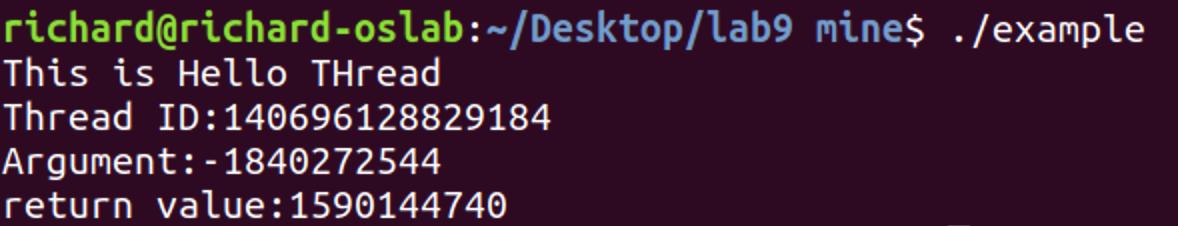 richard@richard-oslab:~/Desktop/lab9 mine$ ./example
This is Hello THread
Thread ID:140696128829184
Argument:-1840272544
return value:1590144740